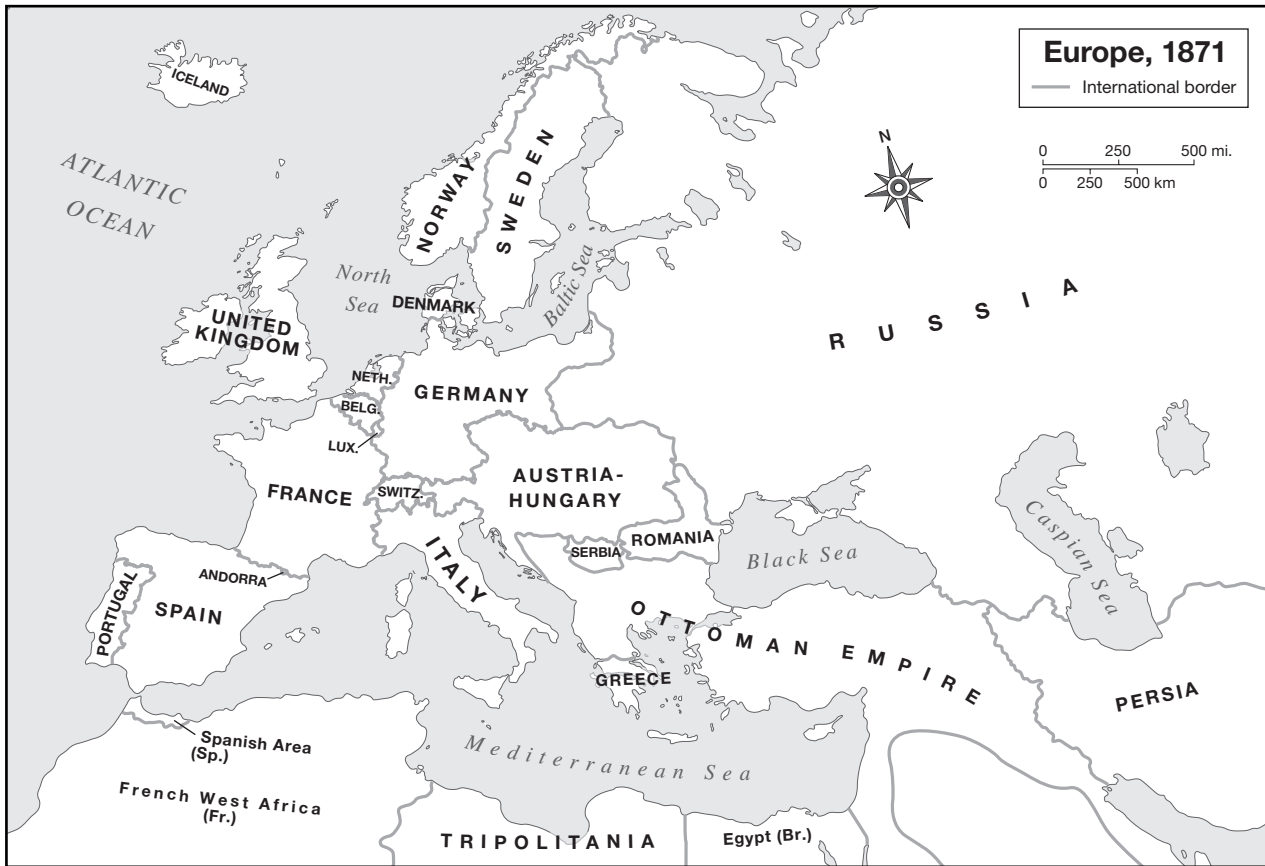 Europe, 1871
International border
N
0 250 500 mi.
0 250 500 km
ICELAND
ATLANTIC
OCEAN
NORWAY
SWEDEN
North
Sea
Baltic Sea
DENMARK
UNITED
KINGDOM
RUSSIA
NETH.
GERMANY
BELG.
LUX.
AUSTRIA-
HUNGARY
FRANCE
SWITZ.
ROMANIA
SERBIA
ITALY
Black Sea
Caspian Sea
ANDORRA
PORTUGAL
SPAIN
OTTOMAN EMPIRE
GREECE
PERSIA
Spanish Area
(Sp.)
Mediterranean Sea
French West Africa
(Fr.)
TRIPOLITANIA
Egypt (Br.)